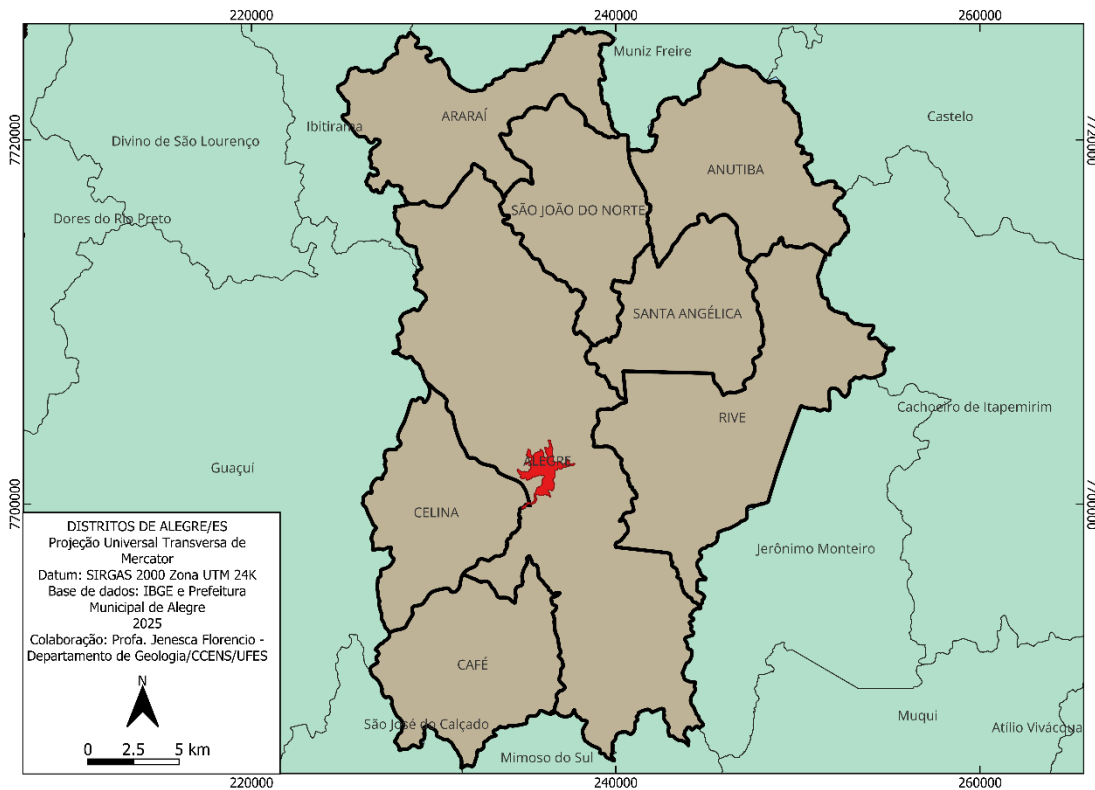 220000
240000
260000
Muniz Freire
ARARAÍ
Ibitirama
Castelo
Divino de São Lourenço
7720000
7720000
ANUTIBA
SÃO JOÃO DO NORTE
Dores do Rio Preto
SANTA ANGÉLICA
Cachoeiro de Itapemirim
RIVE
Guaçuí
ALEGRE
CELINA
7700000
7700000
Jerônimo Monteiro
DISTRITOS DE ALEGRE/ES
Projeção Universal Transversa de
Mercator
Datum: SIRGAS 2000 Zona UTM 24K
Base de dados: IBGE e Prefeitura
Municipal de Alegre
2025
Colaboração: Profa. Jenesca Florencio -
Departamento de Geologia/CCENS/UFES
N
0 2.5 5 km
CAFÉ
São José do Calçado
Muqui
Atílio Vivácqua
Mimoso do Sul
220000
240000
260000